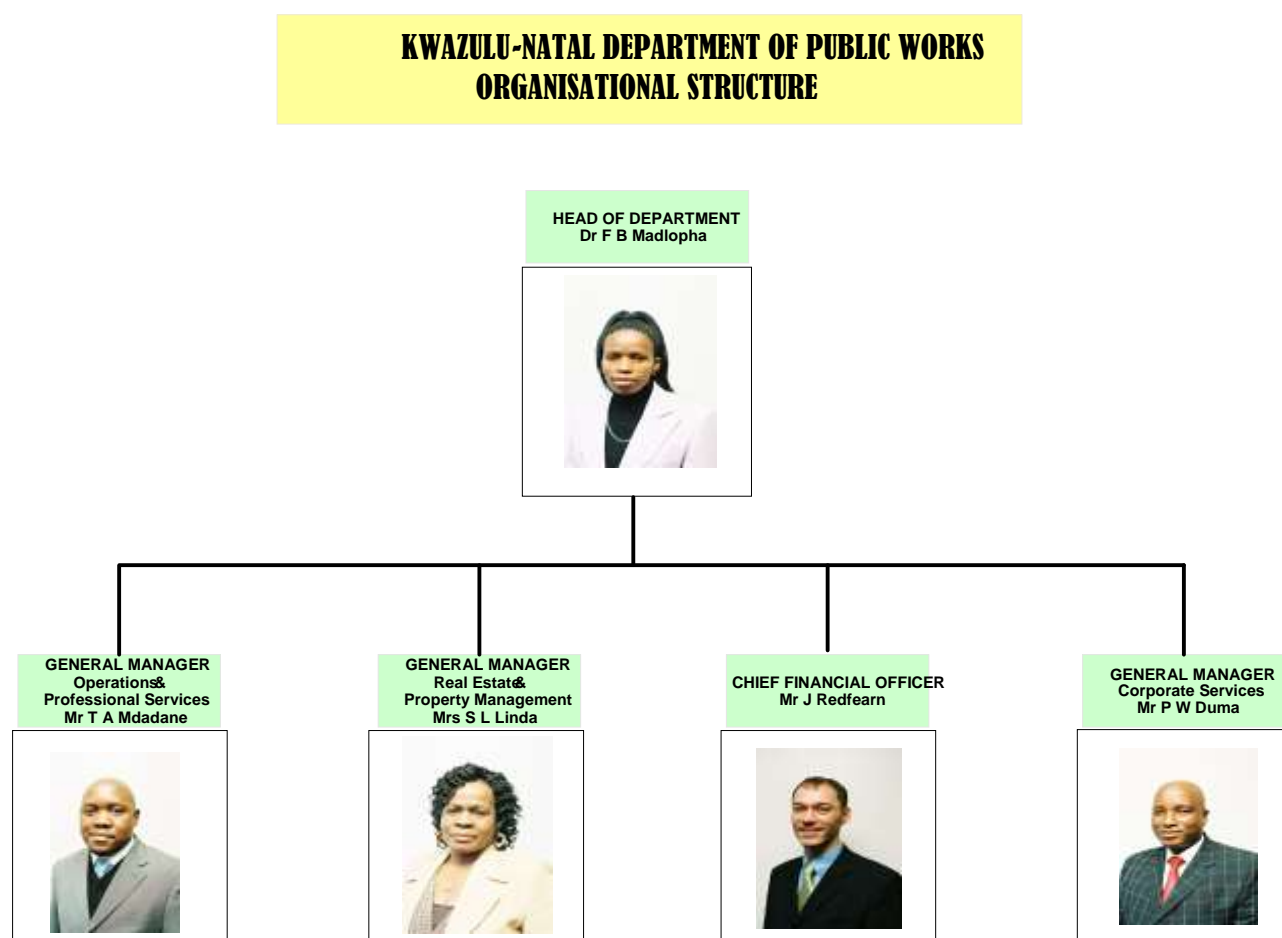 KWAZULU-NATAL DEPARTMENT OF PUBLIC WORKS
ORGANISATIONAL STRUCTURE
HEAD OF DEPARTMENT
Dr F B Madlopha
GENERAL MANAGER
Operations&
Professional Services
Mr T A Mdadane
GENERAL MANAGER
Real Estate&
Property Management
Mrs S L Linda
CHIEF FINANCIAL OFFICER
Mr J Redfearn
GENERAL MANAGER
Corporate Services
Mr P W Duma